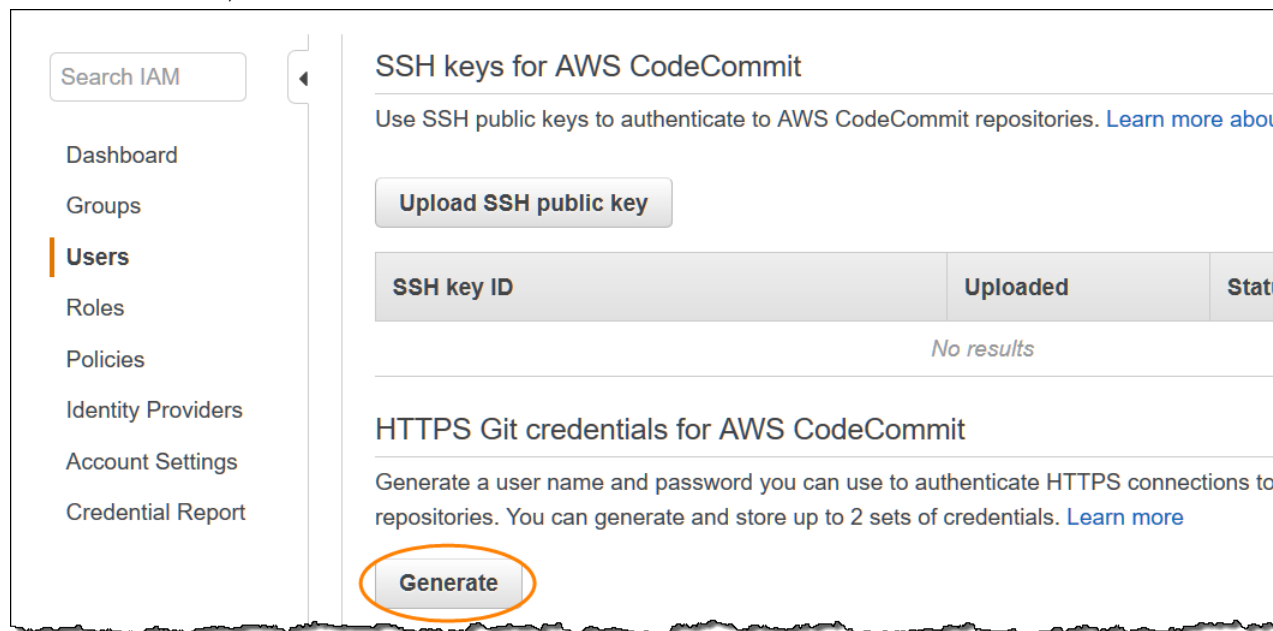 Search IAM
Dashboard
Groups
Users
Roles
Policies
Identity Providers
Account Settings
Credential Report
SSH keys for AWS CodeCommit
Use SSH public keys to authenticate to AWS CodeCommit repositories. Learn more
Upload SSH public key
SSH key ID Uploaded
No results
HTTPS Git credentials for AWS CodeCommit
Generate a user name and password you can use to authenticate HTTPS connections to
repositories. You can generate and store up to 2 sets of credentials. Learn more
Generate